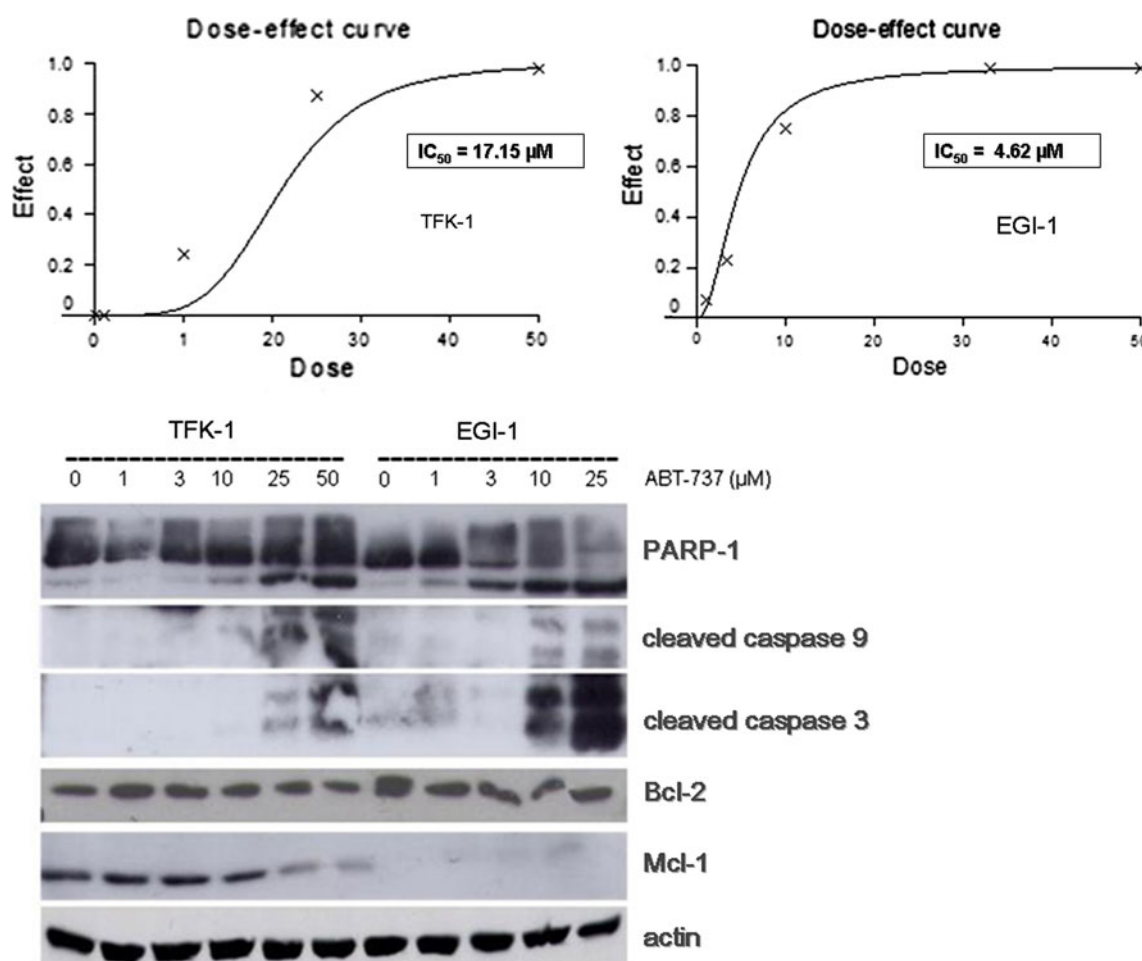 Dose-effect curve
1.0
0.8
0.6
0.4
0.2
0
Effect
IC50 = 17.15 µM
TFK-1
0 1 20 30 40 50
Dose
Dose-effect curve
1.0
0.8
0.6
0.4
0.2
0
Effect
IC50 = 4.62 µM
EGI-1
0 10 20 30 40 50
Dose
TFK-1 EGI-1
0 1 3 10 25 50 0 1 3 10 25 ABT-737 (µM)
PARP-1
cleaved caspase 9
cleaved caspase 3
Bcl-2
Mcl-1
actin